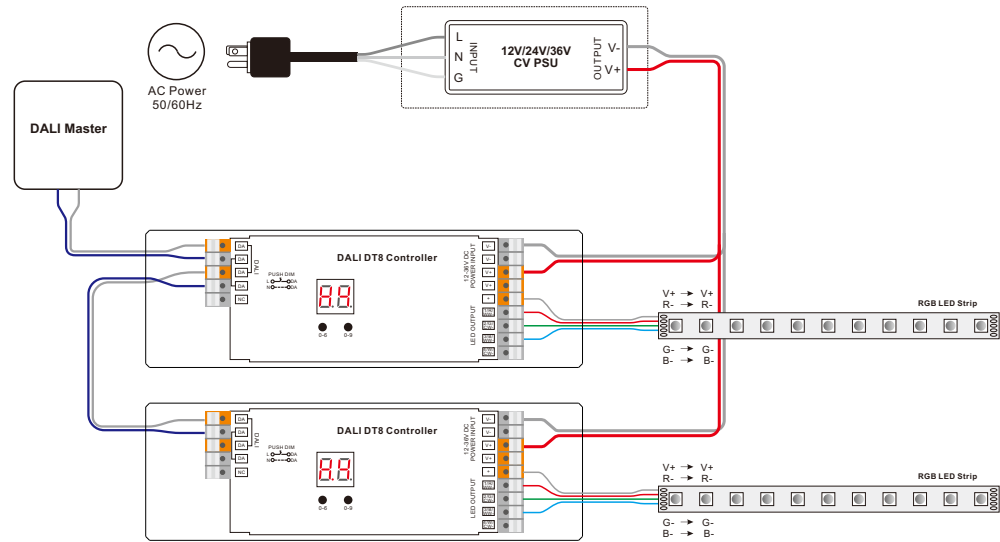 AC Power
50/60Hz
L
N
G
INPUT
12V/24V/36V
CV PSU
OUTPUT
V-
V+
DALI Master
DALI DT8 Controller
DA
DA
DA
DA
NC
DALI
PUSH DIM
L DA
N DA
0-6
0-9
12-36V DC
POWER INPUT
V-
V-
V+
V+
+
LED OUTPUT
V+ → V+
R- → R-
G- → G-
B- → B-
RGB LED Strip
DALI DT8 Controller
DA
DA
DA
DA
NC
DALI
PUSH DIM
L DA
N DA
0-6
0-9
12-36V DC
POWER INPUT
V-
V-
V+
V+
+
LED OUTPUT
V+ → V+
R- → R-
G- → G-
B- → B-
RGB LED Strip